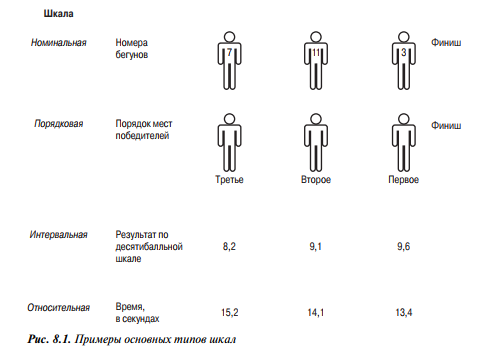 Шкала
Номинальная Номера бегунов 7 11 3 Финиш
Порядковая Порядок мест победителей Финиш
Третье Второе Первое
Интервальная Результат по десятибалльной шкале 8,2 9,1 9,6
Относительная Время, в секундах 15,2 14,1 13,4
Рис. 8.1. Примеры основных типов шкал